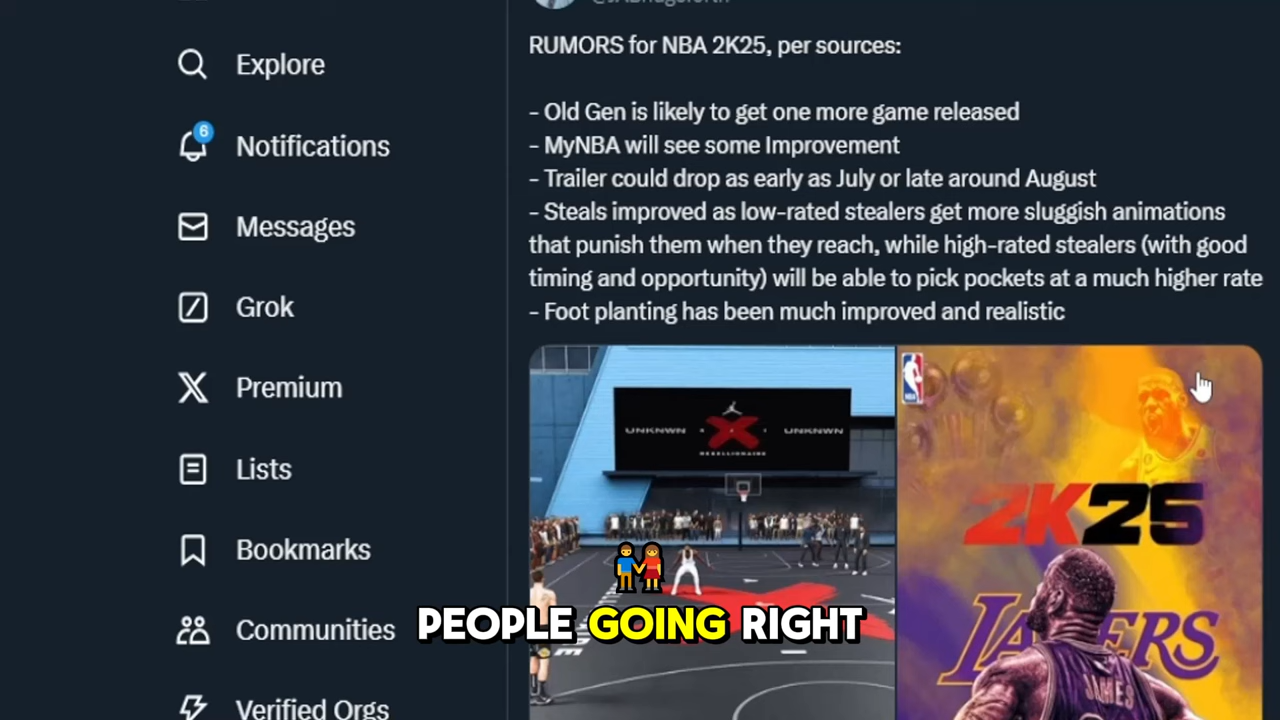 RUMORS for NBA 2K25, per sources:
- Old Gen is likely to get one more game released
- MyNBA will see some Improvement
- Trailer could drop as early as July or late around August
- Steals improved as low-rated stealers get more sluggish animations
that punish them when they reach, while high-rated stealers (with good
timing and opportunity) will be able to pick pockets at a much higher rate
- Foot planting has been much improved and realistic
Explore
6
Notifications
Messages
Grok
Premium
Lists
Bookmarks
Communities
Verified Orgs
UNKNWN X UNKNWN
REBELLIONAIRE
NBA
2K25
LAKERS
JAMES
PEOPLE GOING RIGHT